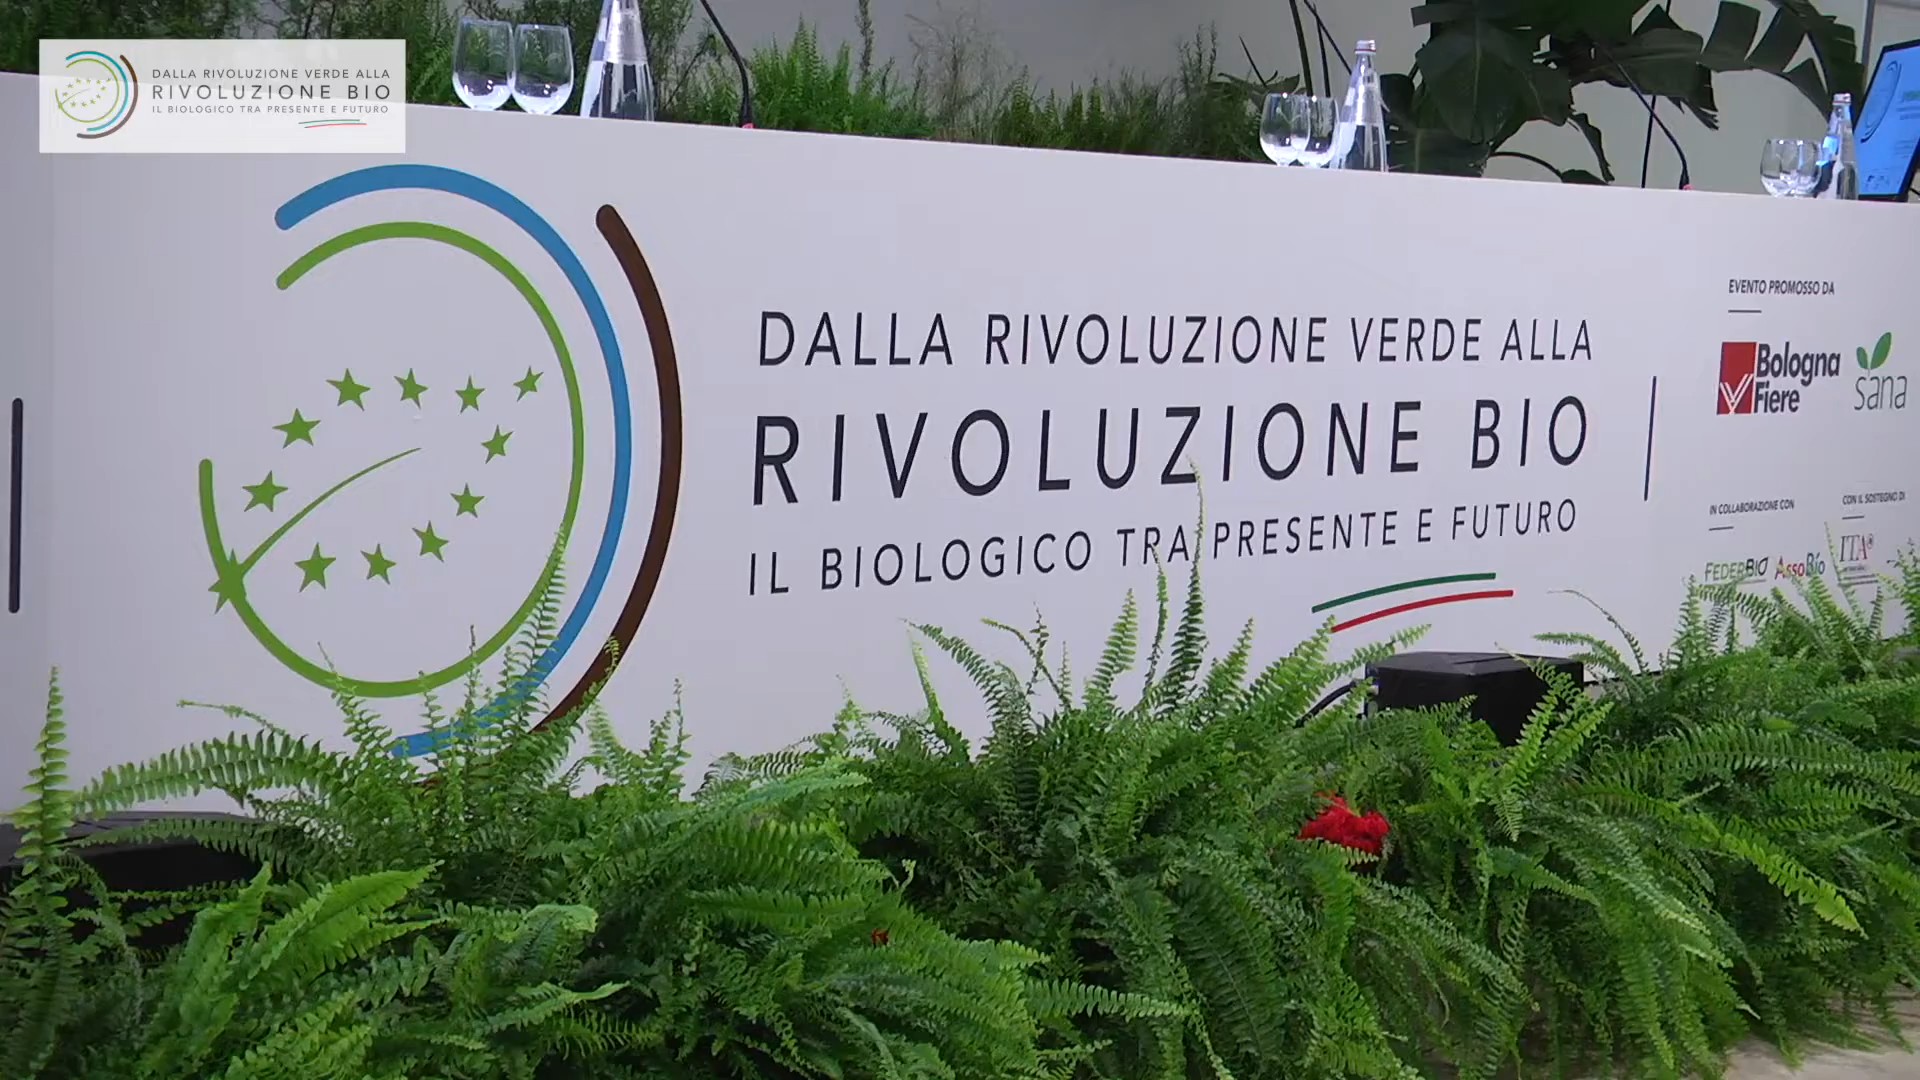 DALLA RIVOLUZIONE VERDE ALLA
RIVOLUZIONE BIO
IL BIOLOGICO TRA PRESENTE E FUTURO
DALLA RIVOLUZIONE VERDE ALLA
RIVOLUZIONE BIO
IL BIOLOGICO TRA PRESENTE E FUTURO
EVENTO PROMOSSO DA
Bologna
Fiere
sana
IN COLLABORAZIONE CON
FEDERBIO
AssoBio
CON IL SOSTEGNO DI
ITA